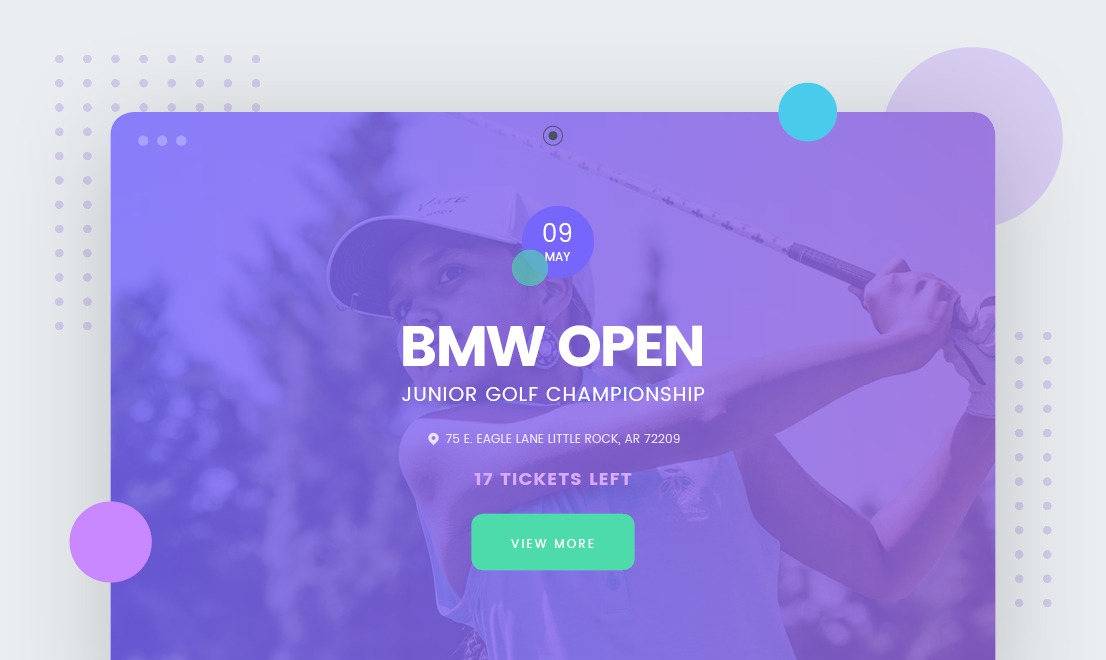 09
MAY
BMW OPEN
JUNIOR GOLF CHAMPIONSHIP
75 E. EAGLE LANE LITTLE ROCK, AR 72209
17 TICKETS LEFT
VIEW MORE